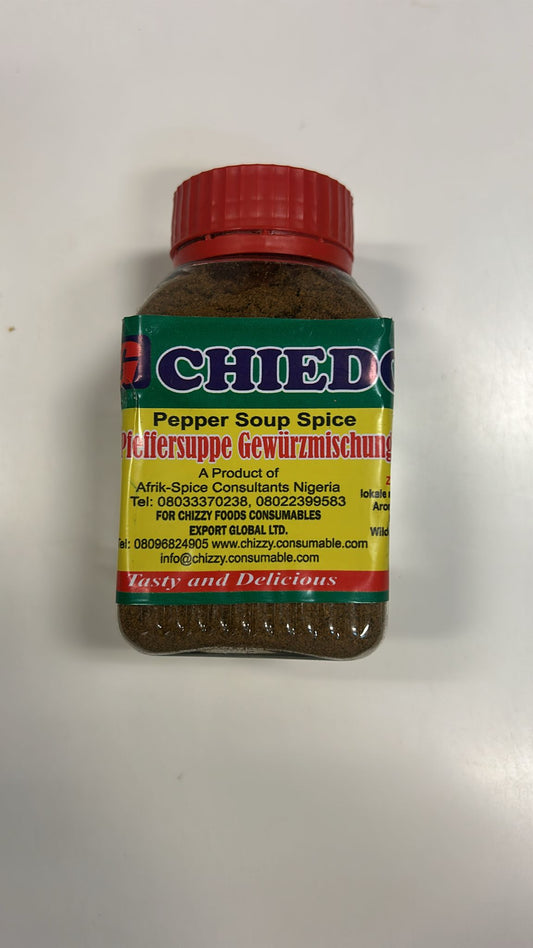 CHIEDO
Pepper Soup Spice
Pfeffersuppe Gewürzmischung
A Product of
Afrik-Spice Consultants Nigeria
Tel: 08033370238, 08022399583
FOR CHIZZY FOODS CONSUMABLES
EXPORT GLOBAL LTD.
Tel: 08096824905 www.chizzy.consumable.com
info@chizzy.consumable.com
Tasty and Delicious
lokale